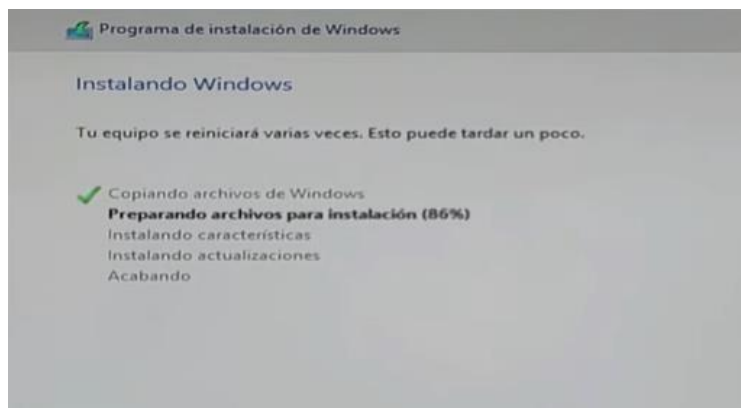 Programa de instalación de Windows
Instalando Windows
Tu equipo se reiniciará varias veces. Esto puede tardar un poco.
Copiando archivos de Windows
Preparando archivos para instalación (86%)
Instalando características
Instalando actualizaciones
Acabando